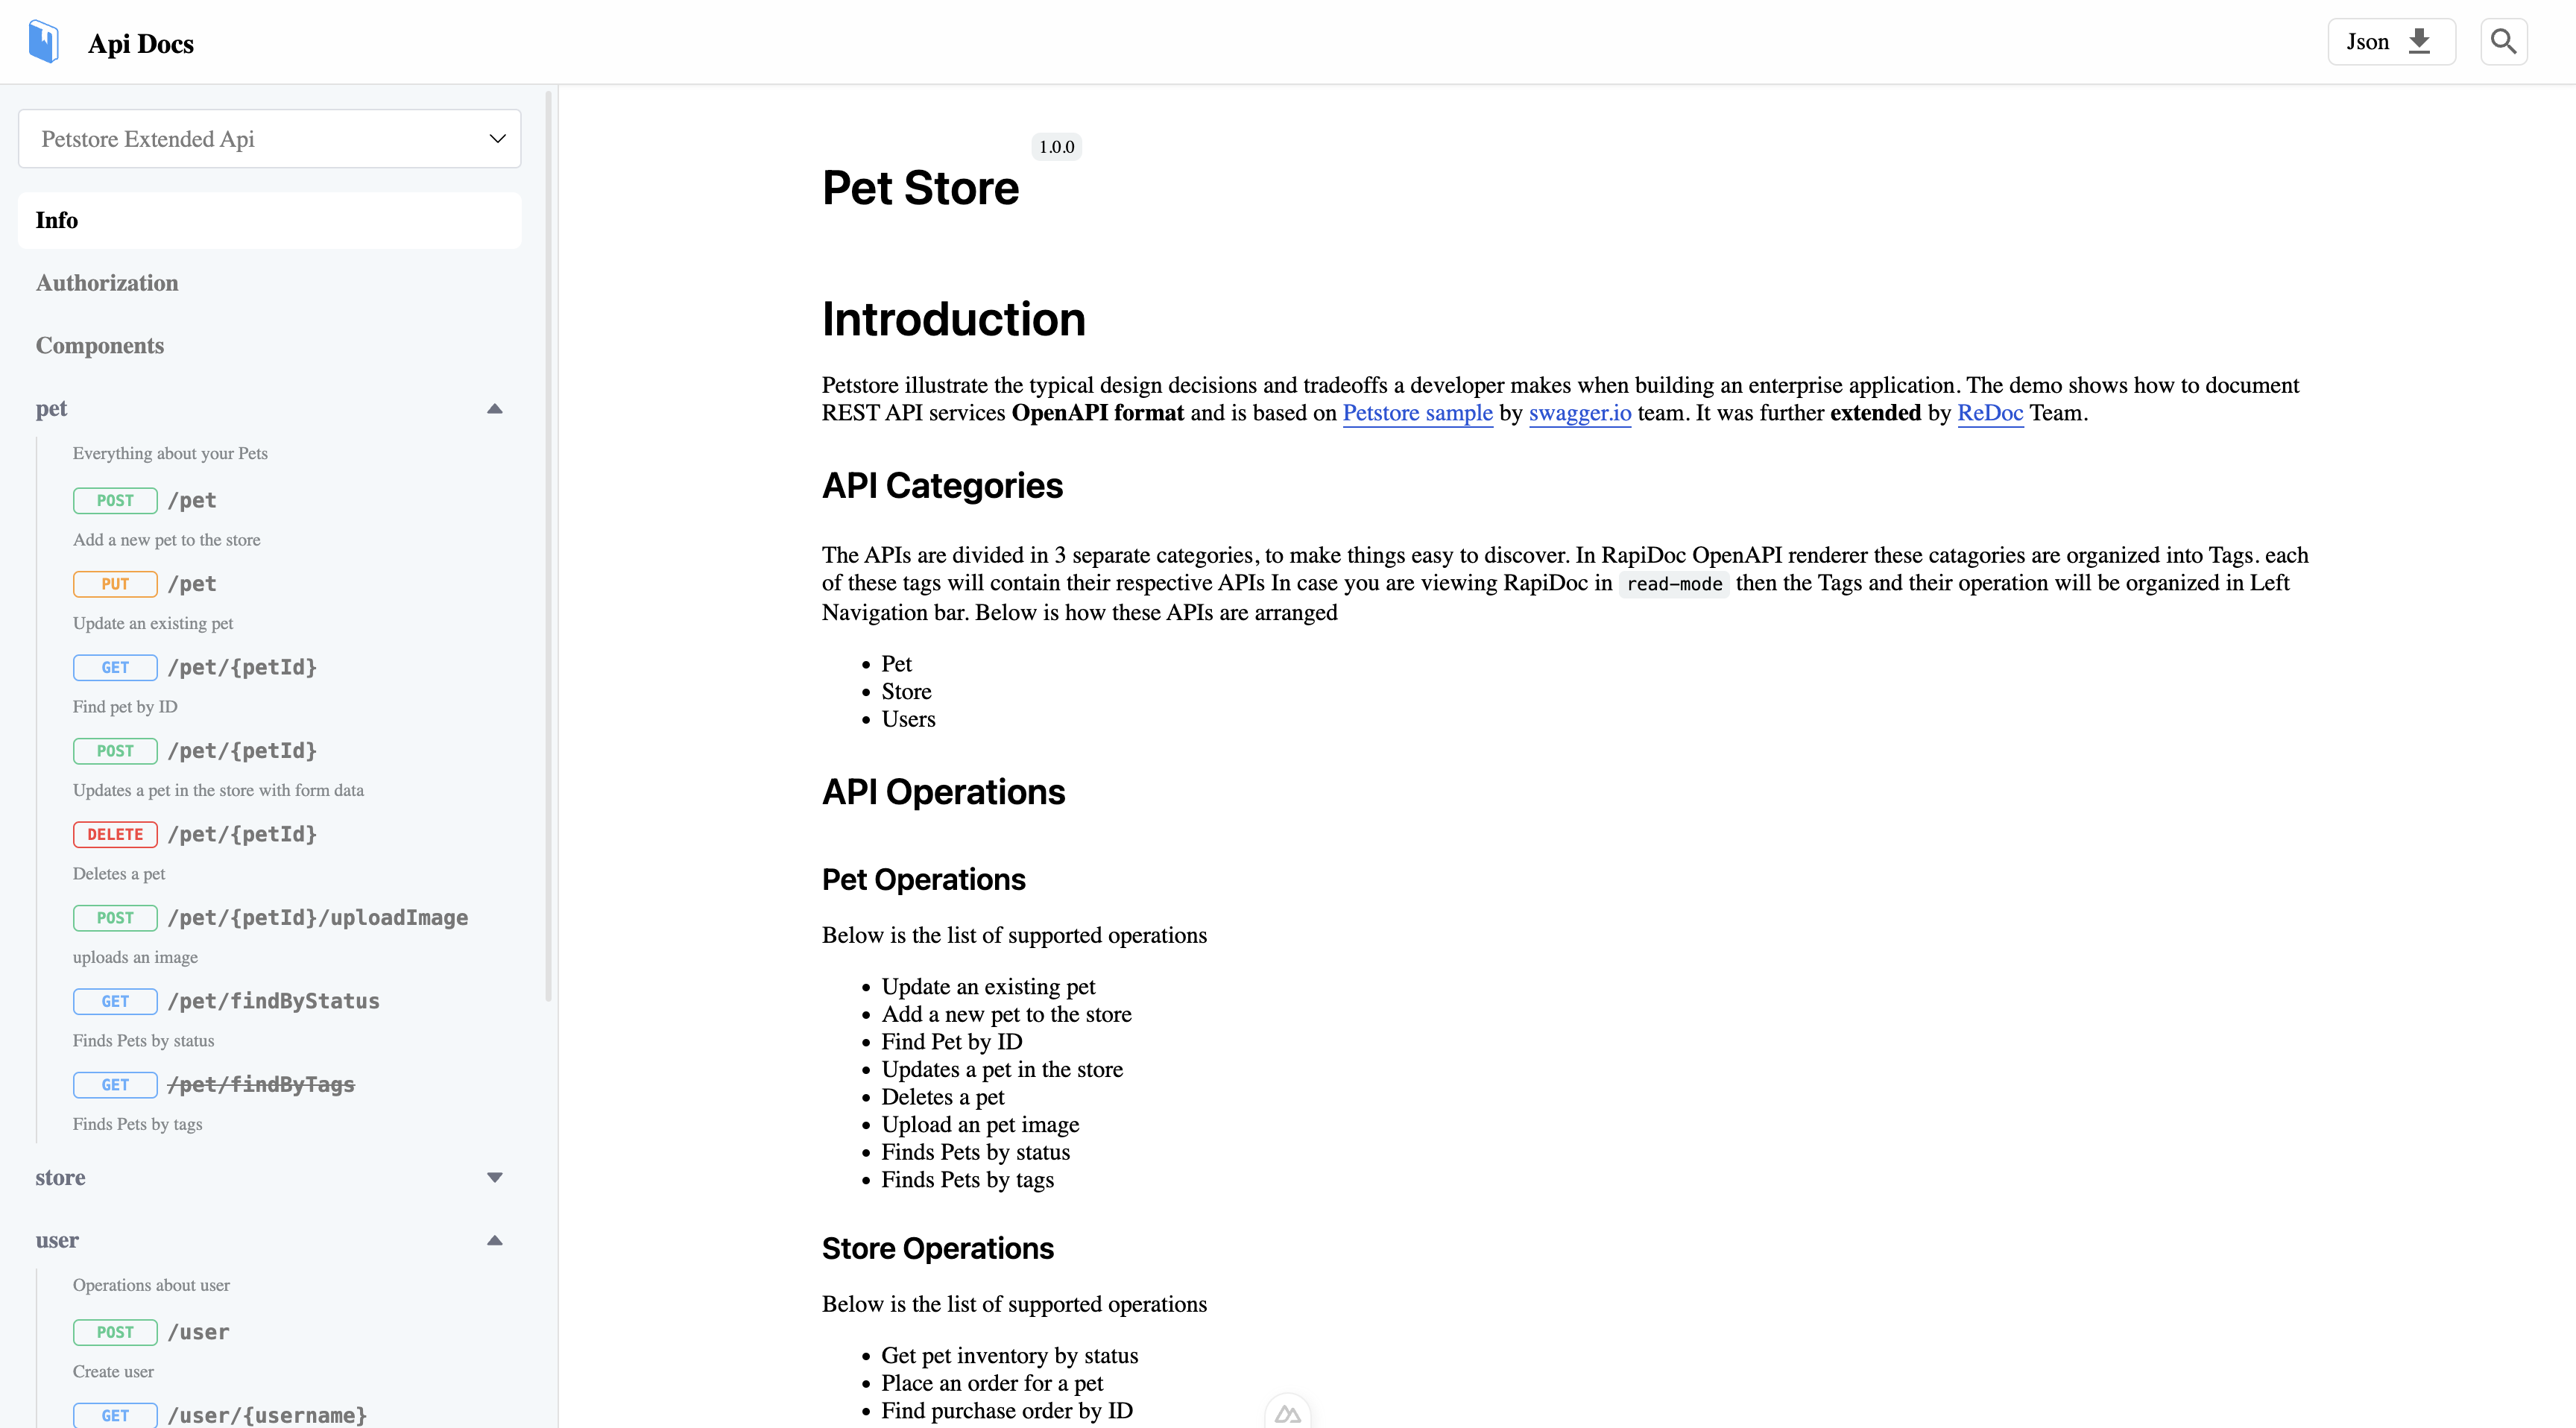 Api Docs
Json
Petstore Extended Api
Info
Authorization
Components
pet
Everything about your Pets
POST /pet
Add a new pet to the store
PUT /pet
Update an existing pet
GET /pet/{petId}
Find pet by ID
POST /pet/{petId}
Updates a pet in the store with form data
DELETE /pet/{petId}
Deletes a pet
POST /pet/{petId}/uploadImage
uploads an image
GET /pet/findByStatus
Finds Pets by status
GET /pet/findByTags
Finds Pets by tags
store
user
Operations about user
POST /user
Create user
GET /user/{username}
1.0.0
Pet Store
Introduction
Petstore illustrate the typical design decisions and tradeoffs a developer makes when building an enterprise application. The demo shows how to document
REST API services OpenAPI format and is based on Petstore sample by swagger.io team. It was further extended by ReDoc Team.
API Categories
The APIs are divided in 3 separate categories, to make things easy to discover. In RapiDoc OpenAPI renderer these catagories are organized into Tags. each
of these tags will contain their respective APIs In case you are viewing RapiDoc in read-mode then the Tags and their operation will be organized in Left
Navigation bar. Below is how these APIs are arranged
• Pet
• Store
• Users
API Operations
Pet Operations
Below is the list of supported operations
• Update an existing pet
• Add a new pet to the store
• Find Pet by ID
• Updates a pet in the store
• Deletes a pet
• Upload an pet image
• Finds Pets by status
• Finds Pets by tags
Store Operations
Below is the list of supported operations
• Get pet inventory by status
• Place an order for a pet
• Find purchase order by ID